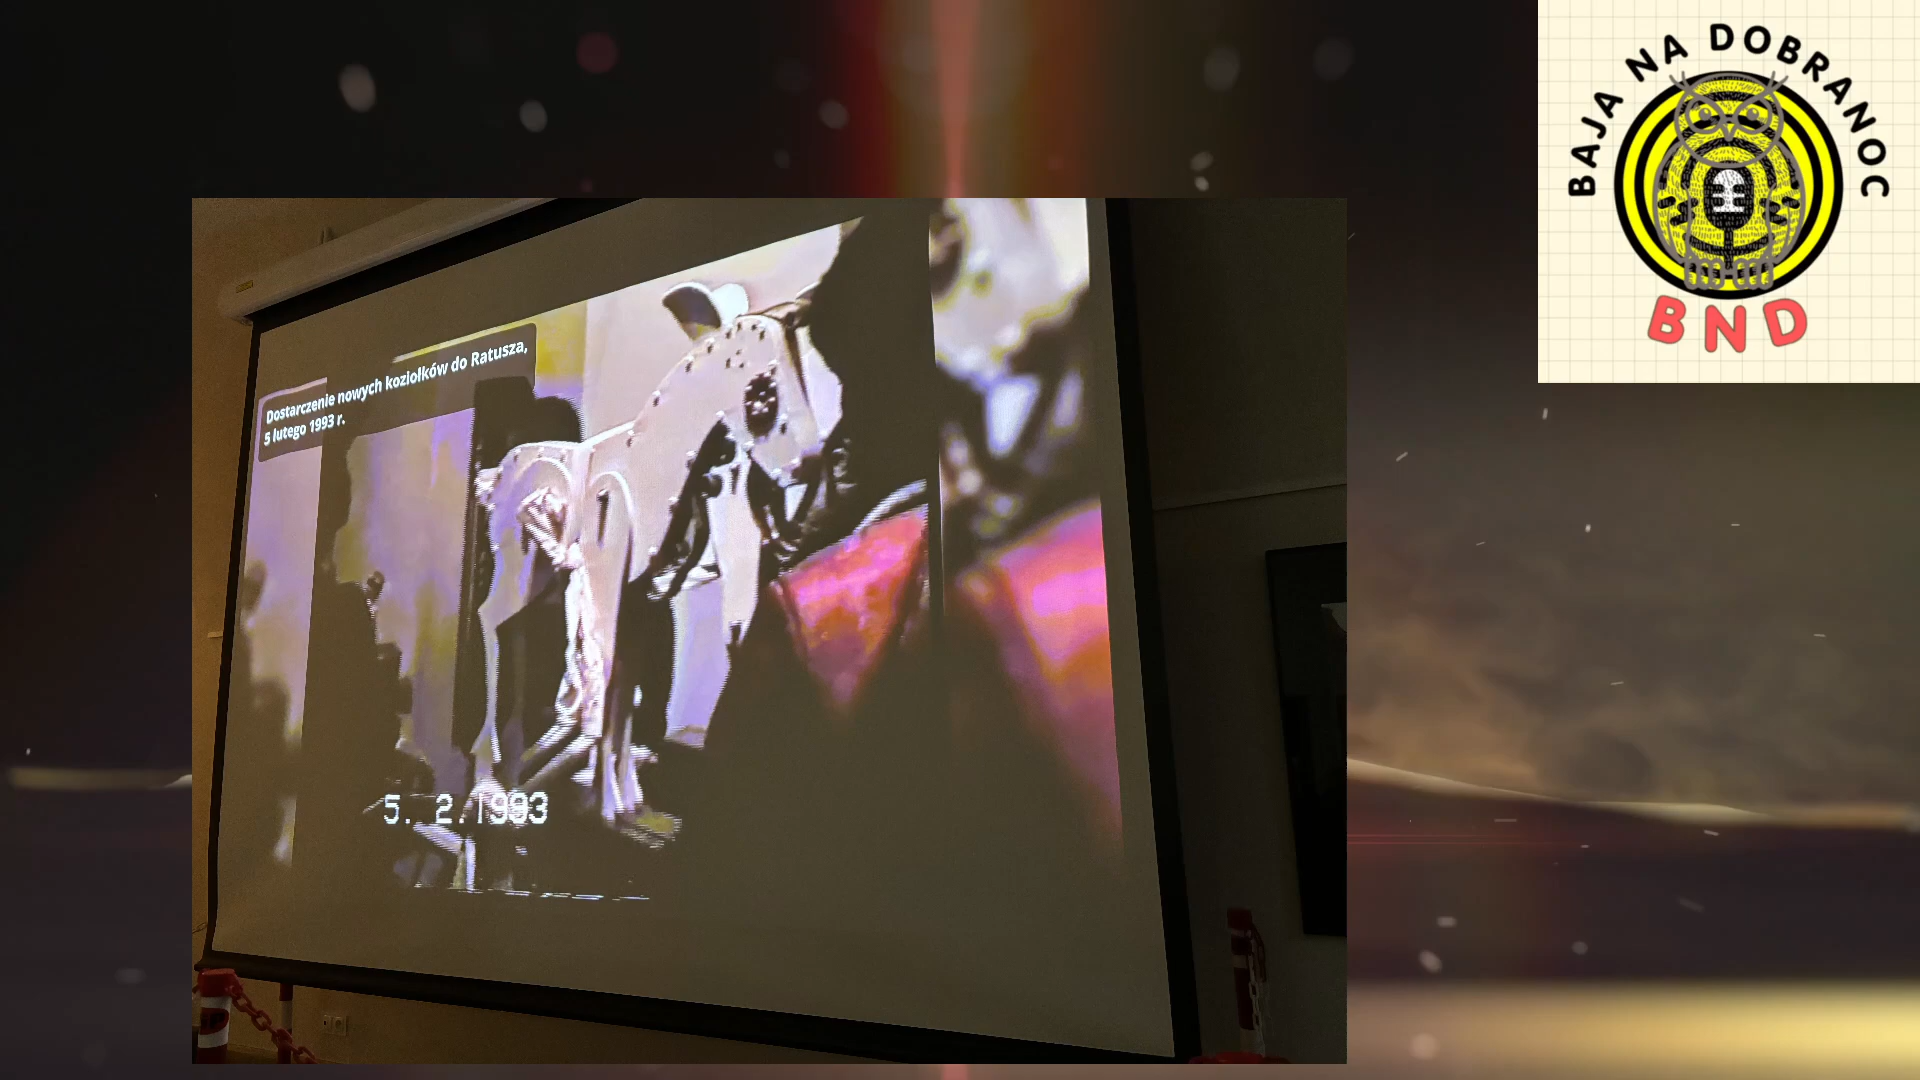 BAJA NA DOBRANOC
BND
Dostarczenie nowych koziołków do Ratusza,
5 lutego 1993 r.
5. 2.1993